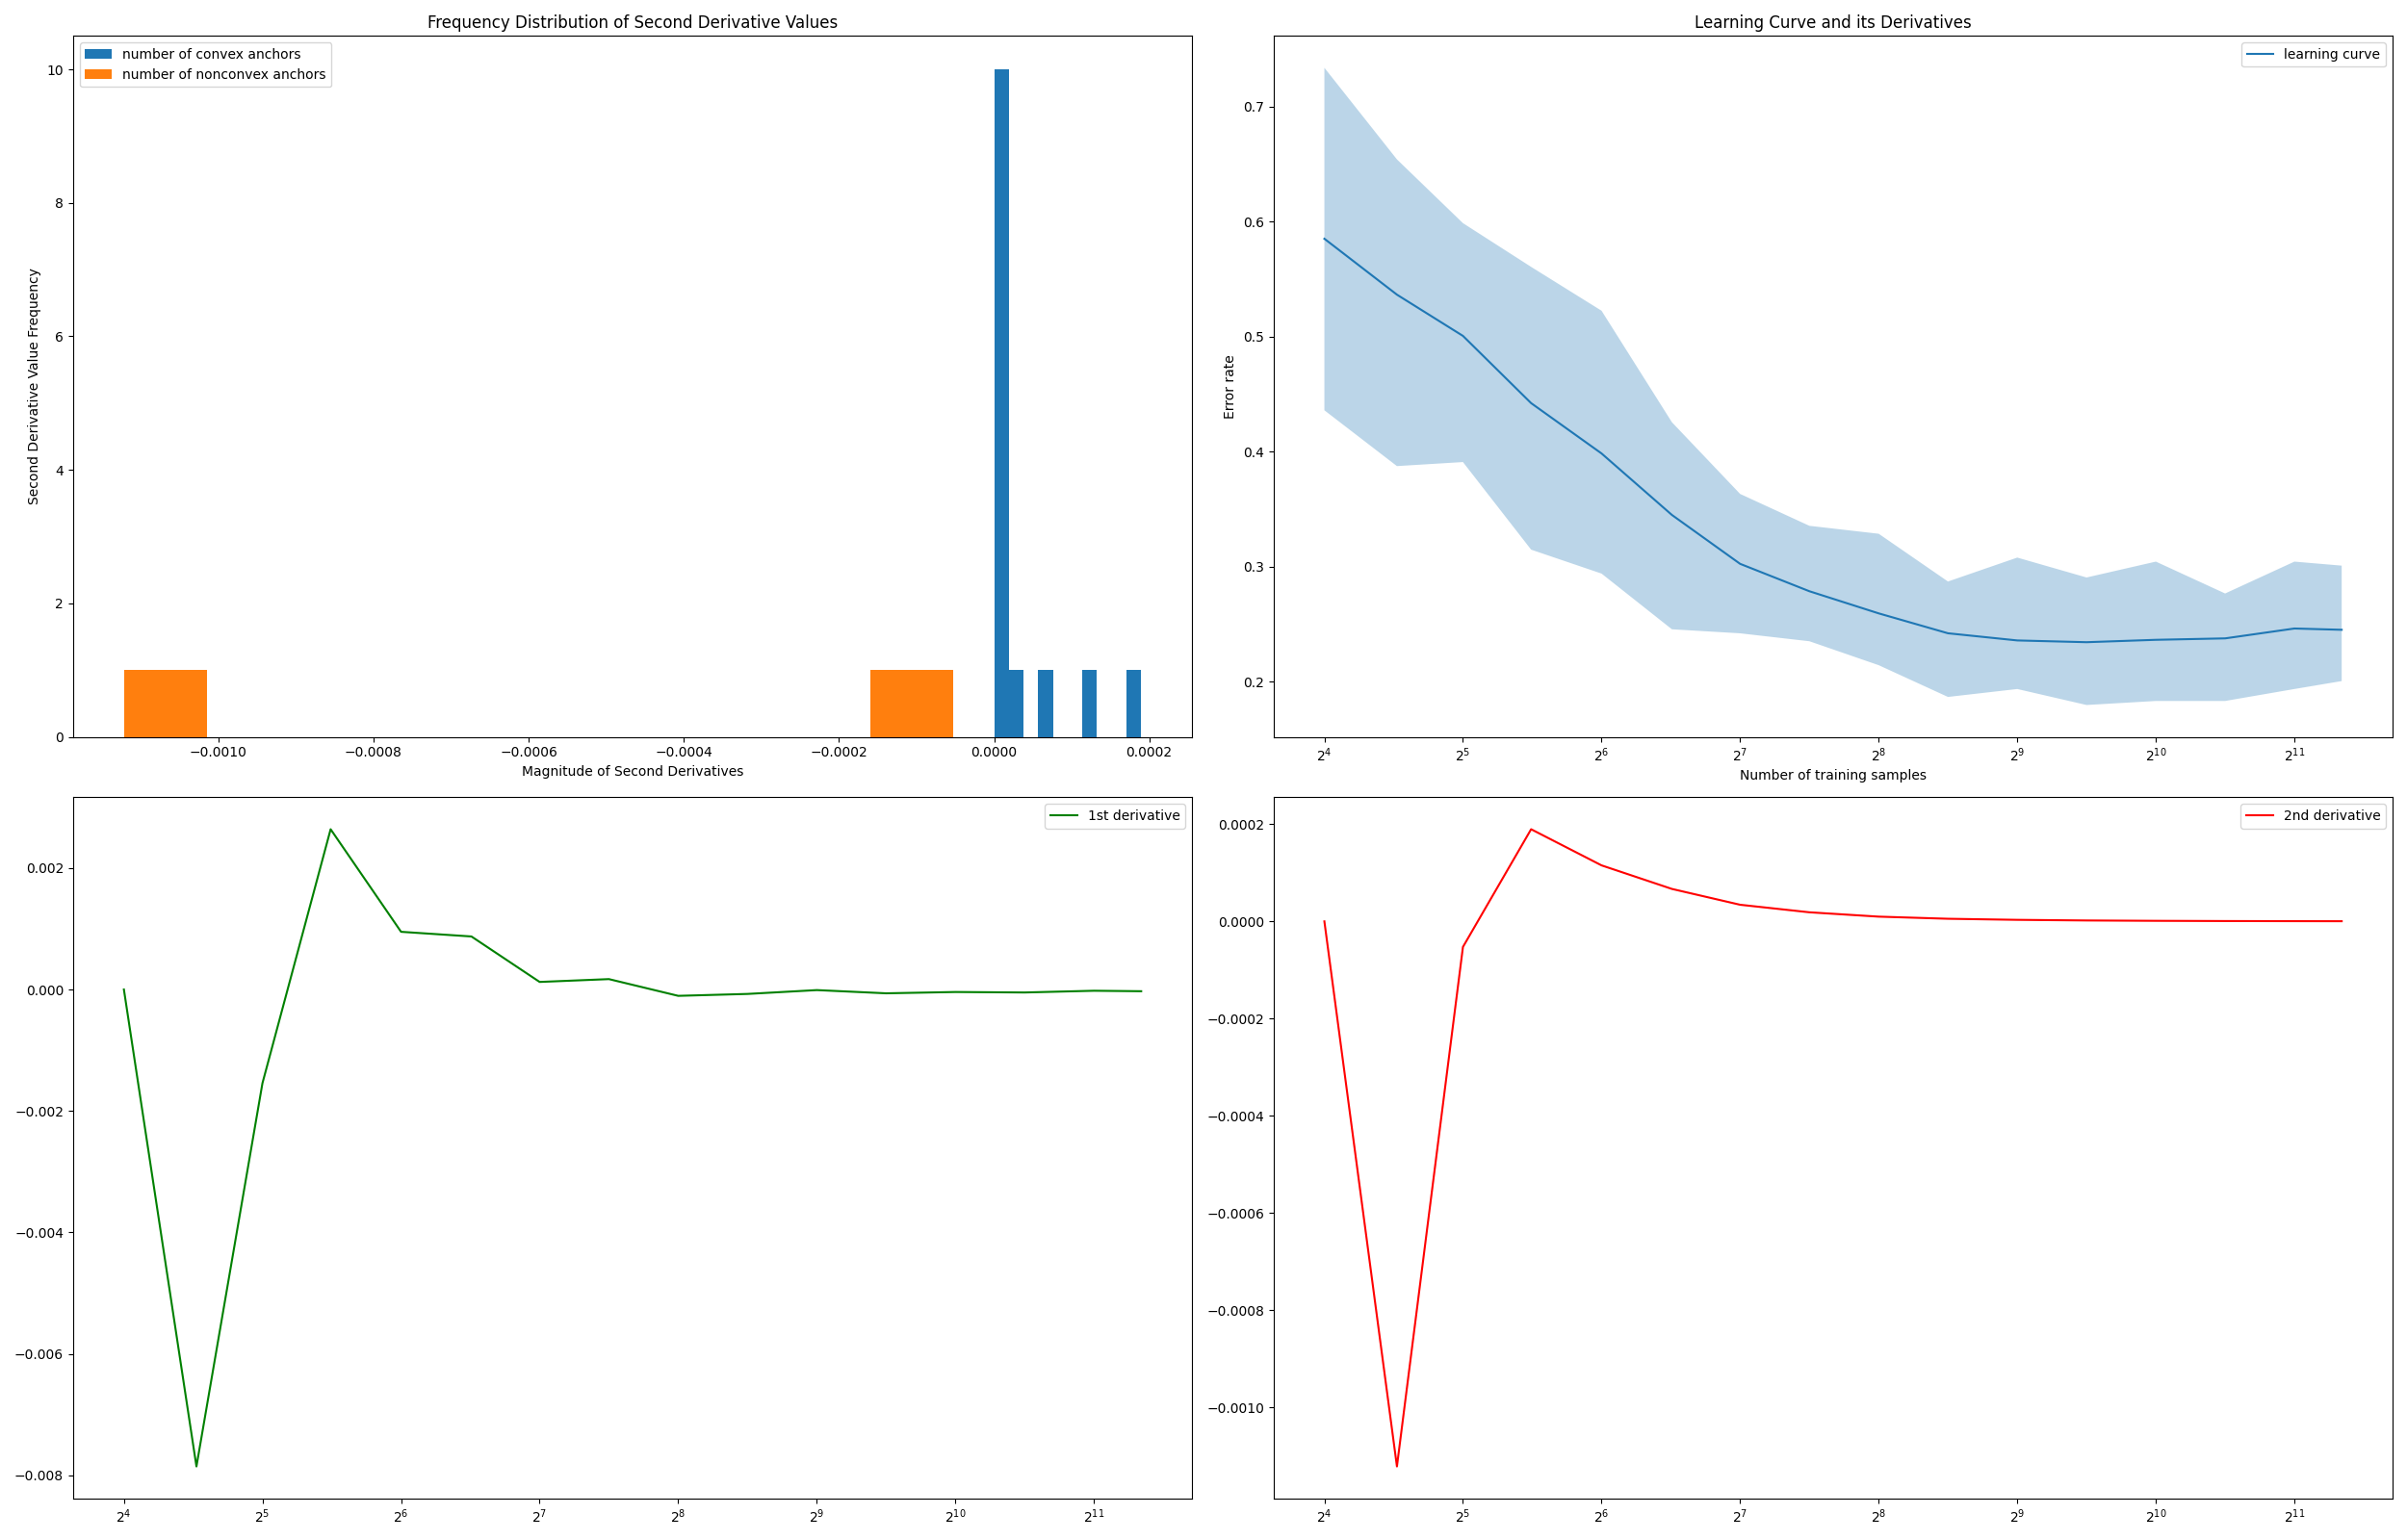 Frequency Distribution of Second Derivative Values
number of convex anchors
number of nonconvex anchors
Second Derivative Value Frequency
10
8
6
4
2
0
−0.0010 −0.0008 −0.0006 −0.0004 −0.0002 0.0000 0.0002
Magnitude of Second Derivatives
Learning Curve and its Derivatives
learning curve
Error rate
0.7
0.6
0.5
0.4
0.3
0.2
2⁴ 2⁵ 2⁶ 2⁷ 2⁸ 2⁹ 2¹⁰ 2¹¹
Number of training samples
1st derivative
0.002
0.000
−0.002
−0.004
−0.006
−0.008
2⁴ 2⁵ 2⁶ 2⁷ 2⁸ 2⁹ 2¹⁰ 2¹¹
2nd derivative
0.0002
0.0000
−0.0002
−0.0004
−0.0006
−0.0008
−0.0010
2⁴ 2⁵ 2⁶ 2⁷ 2⁸ 2⁹ 2¹⁰ 2¹¹